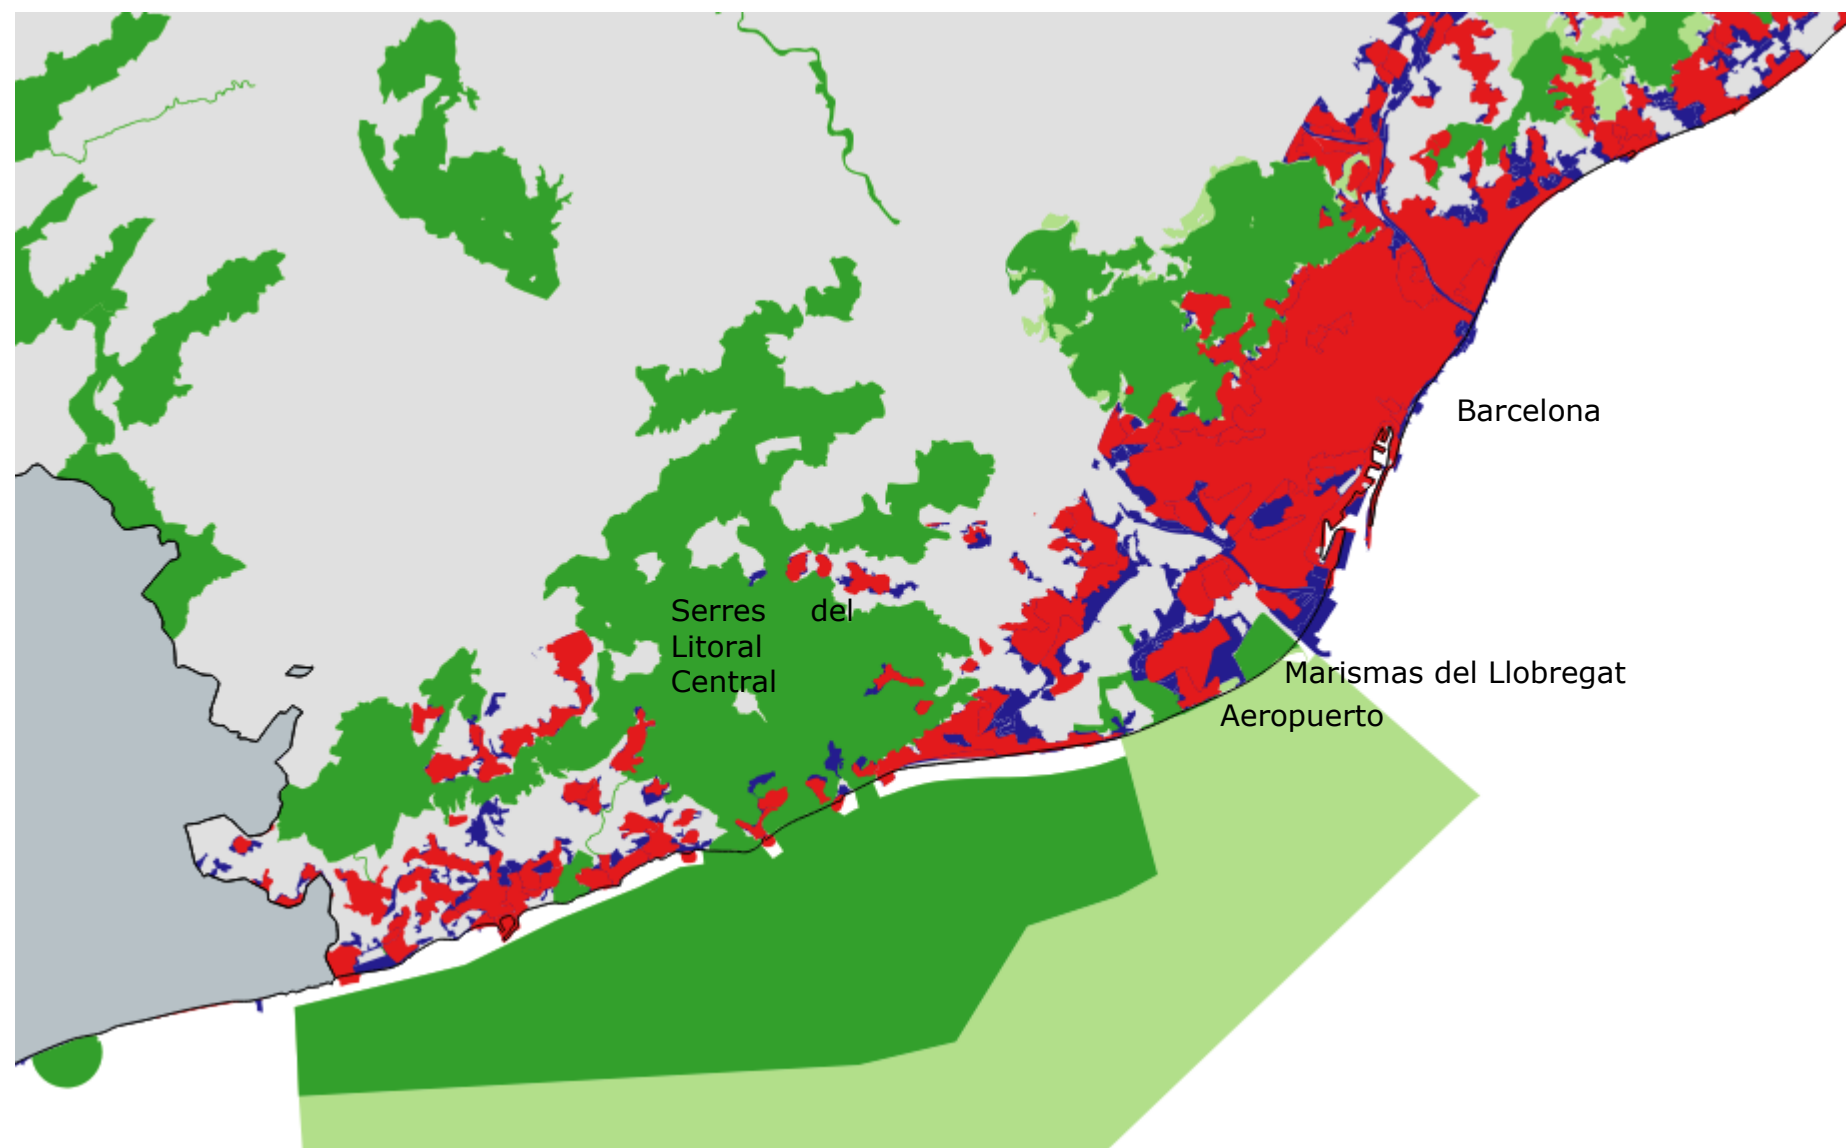 Barcelona
Serres del
Litoral
Central
Marismas del Llobregat
Aeropuerto